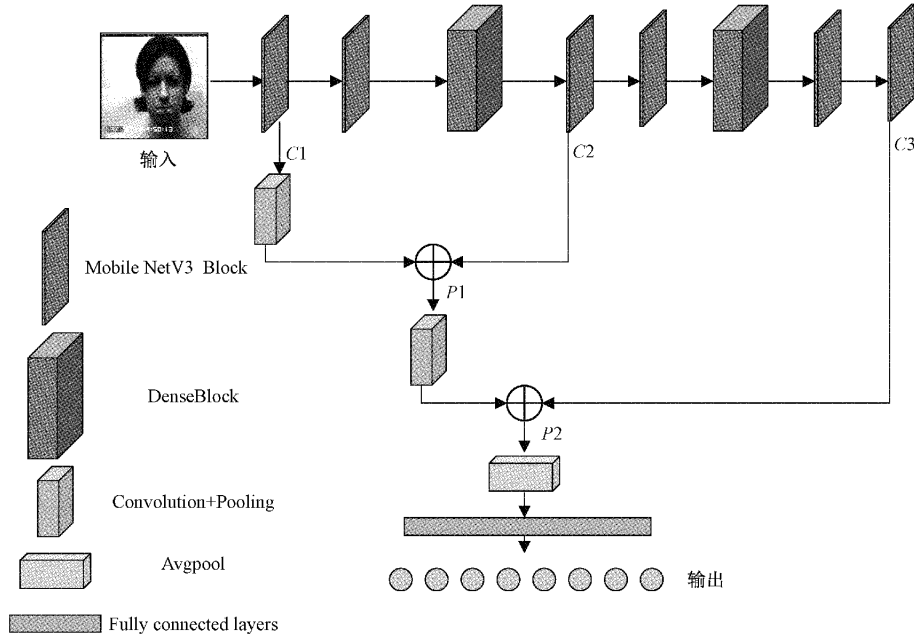 输入
C1
C2
C3
Mobile NetV3 Block
P1
DenseBlock
P2
Convolution+Pooling
Avgpool
输出
Fully connected layers